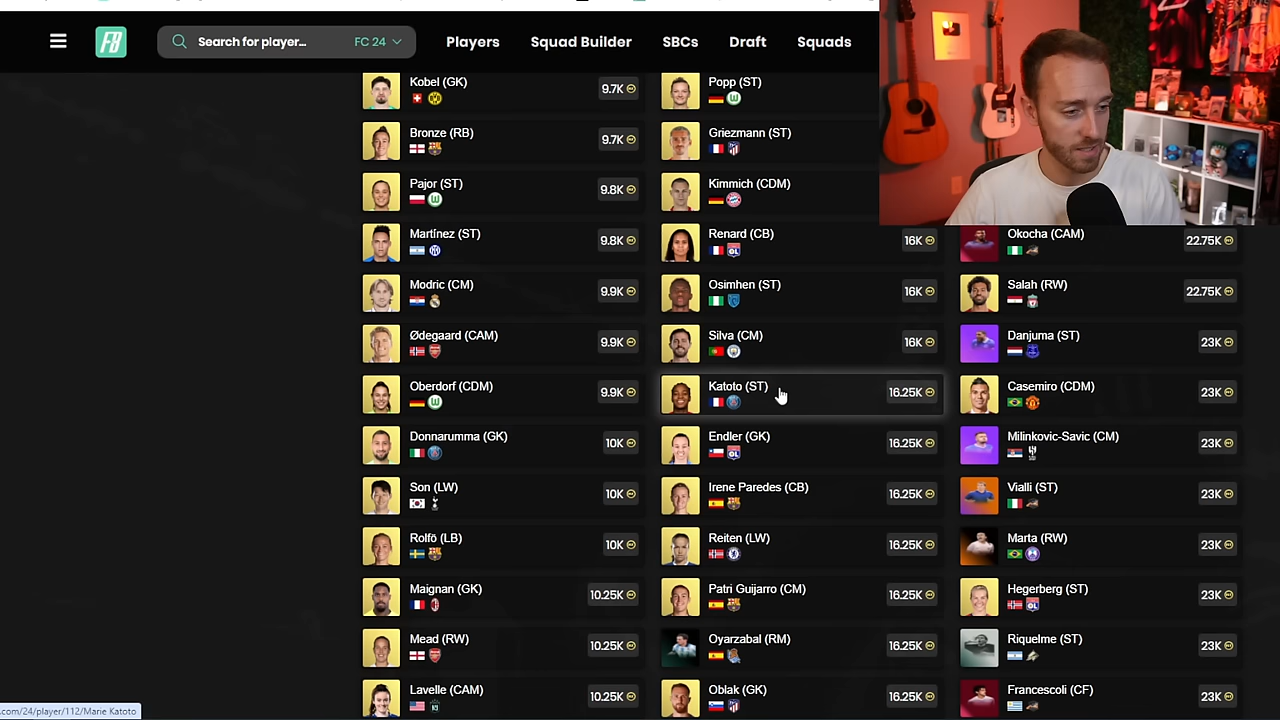 FB
Search for player...
FC 24
Players
Squad Builder
SBCs
Draft
Squads
Kobel (GK)
9.7K
Bronze (RB)
9.7K
Pajor (ST)
9.8K
Martínez (ST)
9.8K
Modric (CM)
9.9K
Ødegaard (CAM)
9.9K
Oberdorf (CDM)
9.9K
Donnarumma (GK)
10K
Son (LW)
10K
Rolfö (LB)
10K
Maignan (GK)
10.25K
Mead (RW)
10.25K
Lavelle (CAM)
10.25K
Popp (ST)
Griezmann (ST)
Kimmich (CDM)
Renard (CB)
16K
Osimhen (ST)
16K
Silva (CM)
16K
Katoto (ST)
16.25K
Endler (GK)
16.25K
Irene Paredes (CB)
16.25K
Reiten (LW)
16.25K
Patri Guijarro (CM)
16.25K
Oyarzabal (RM)
16.25K
Oblak (GK)
16.25K
Okocha (CAM)
22.75K
Salah (RW)
22.75K
Danjuma (ST)
23K
Casemiro (CDM)
23K
Milinkovic-Savic (CM)
23K
Vialli (ST)
23K
Marta (RW)
23K
Hegerberg (ST)
23K
Riquelme (ST)
23K
Francescoli (CF)
23K
.com/24/player/112/Marie Katoto